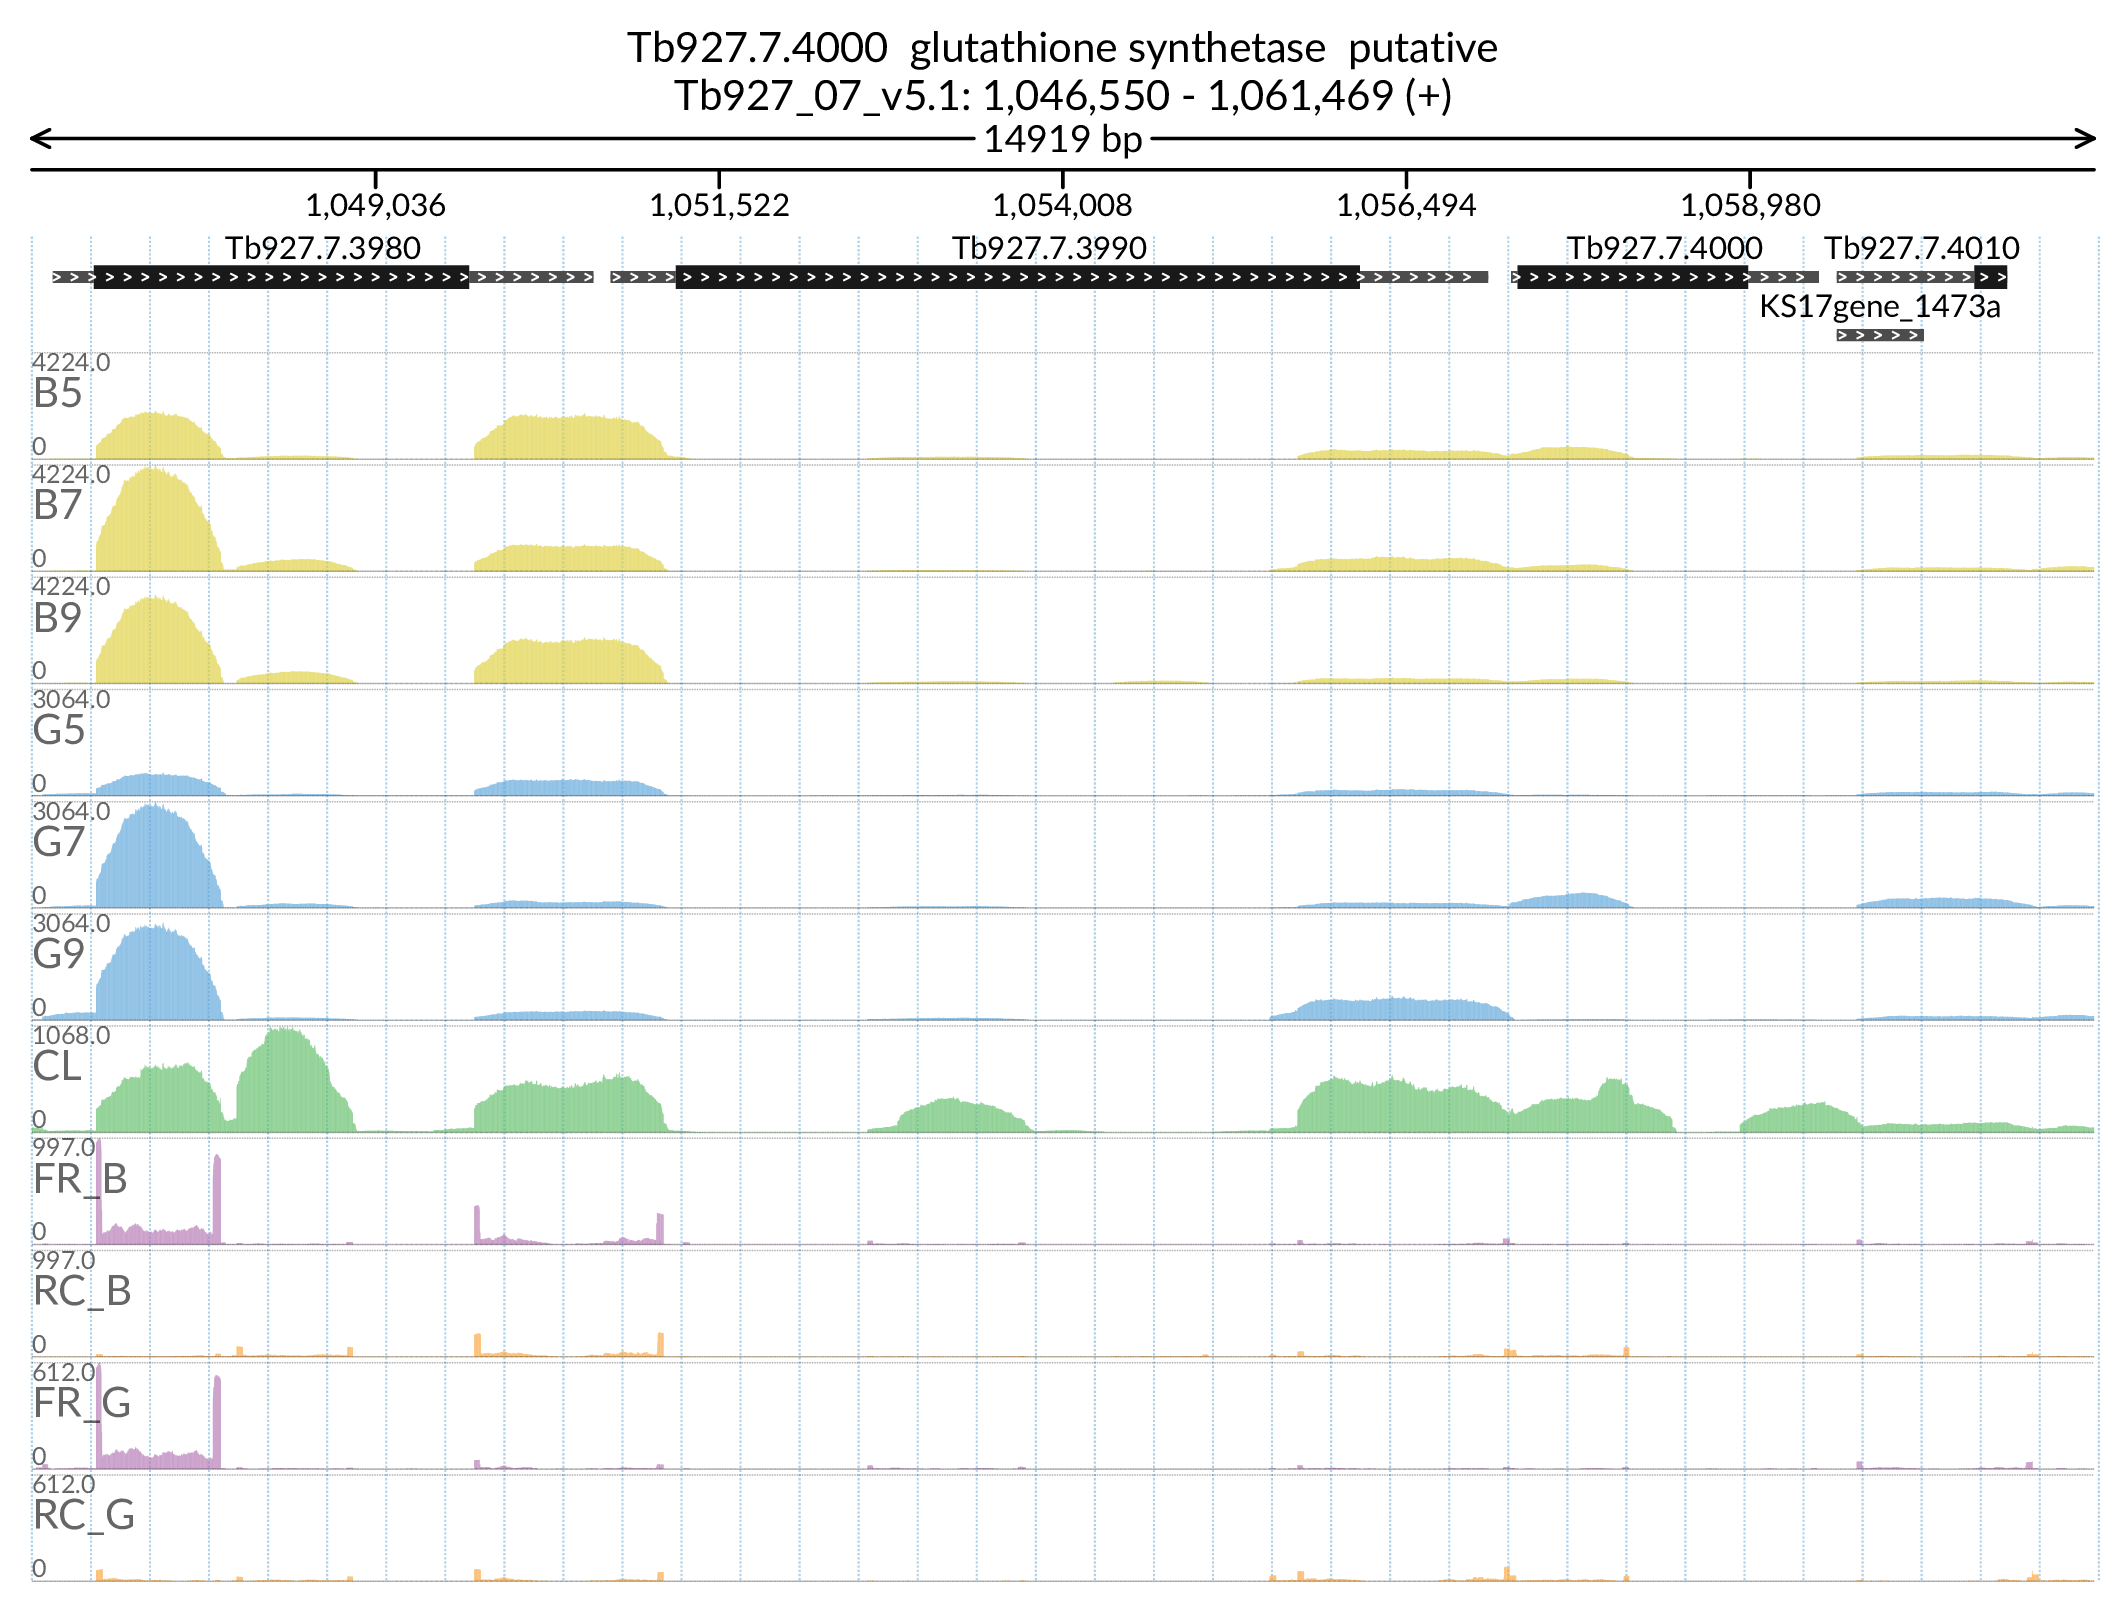 Tb927.7.4000  glutathione synthetase  putative
Tb927_07_v5.1: 1,046,550 - 1,061,469 (+)
14919 bp
1,049,036 1,051,522 1,054,008 1,056,494 1,058,980
Tb927.7.3980 Tb927.7.3990 Tb927.7.4000 Tb927.7.4010
KS17gene_1473a
4224.0
B5
0
4224.0
B7
0
4224.0
B9
0
3064.0
G5
0
3064.0
G7
0
3064.0
G9
0
1068.0
CL
0
997.0
FR_B
0
997.0
RC_B
0
612.0
FR_G
0
612.0
RC_G
0